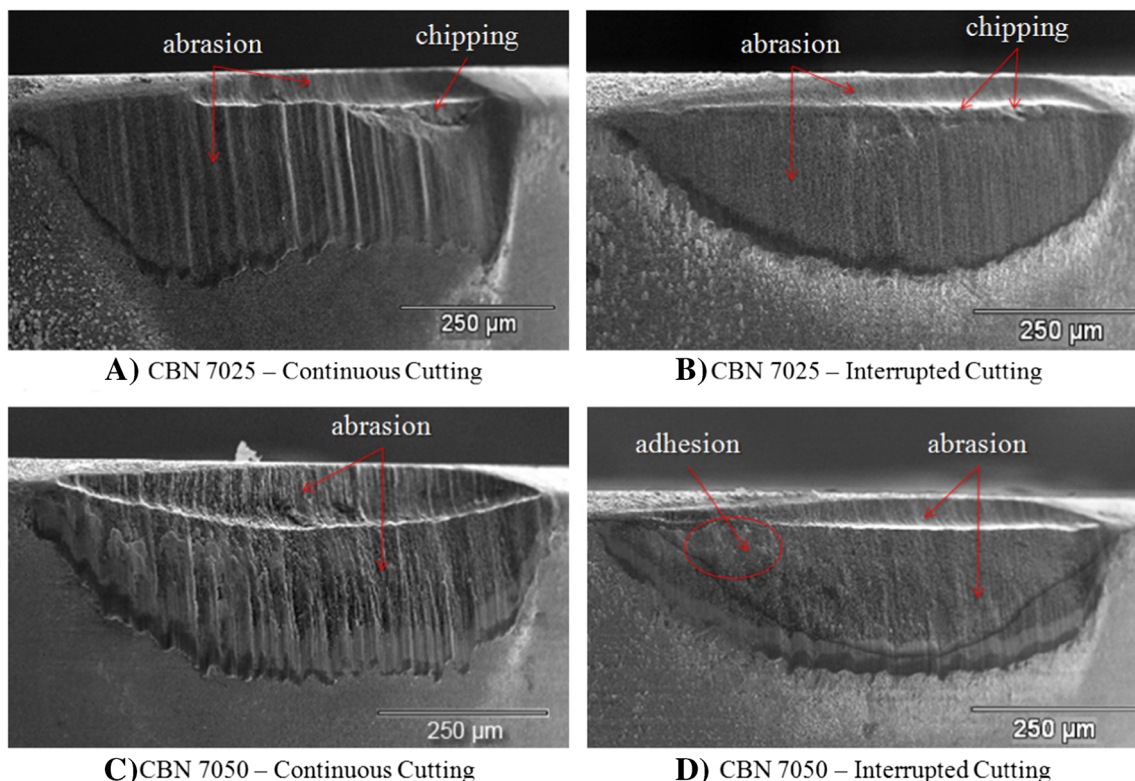 abrasion
chipping
250 µm
A) CBN 7025 – Continuous Cutting
abrasion
chipping
250 µm
B) CBN 7025 – Interrupted Cutting
abrasion
250 µm
C) CBN 7050 – Continuous Cutting
adhesion
abrasion
250 µm
D) CBN 7050 – Interrupted Cutting